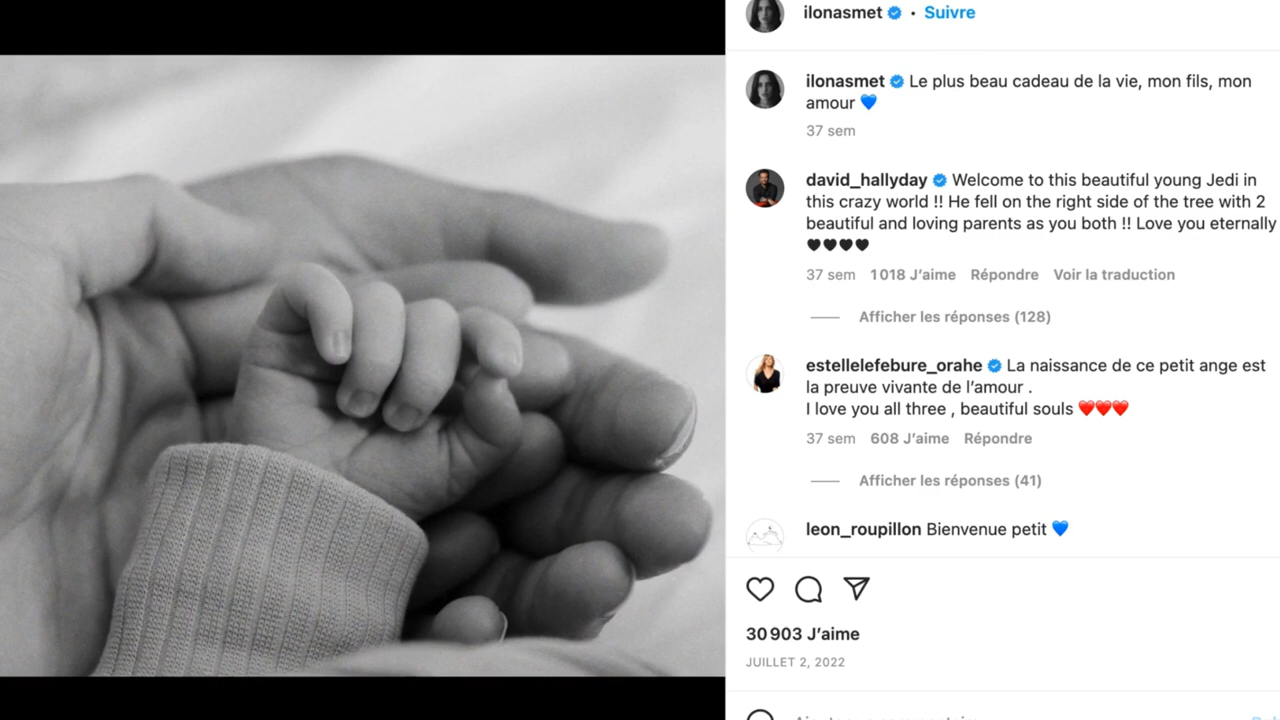 ilonasmet • Suivre
ilonasmet Le plus beau cadeau de la vie, mon fils, mon
amour 💙
37 sem
david_hallyday Welcome to this beautiful young Jedi in
this crazy world !! He fell on the right side of the tree with 2
beautiful and loving parents as you both !! Love you eternally
🖤🖤🖤🖤
37 sem 1 018 J’aime Répondre Voir la traduction
Afficher les réponses (128)
estellelefebure_orahe La naissance de ce petit ange est
la preuve vivante de l’amour .
I love you all three , beautiful souls ❤️❤️❤️
37 sem 608 J’aime Répondre
Afficher les réponses (41)
leon_roupillon Bienvenue petit 💙
30 903 J’aime
JUILLET 2, 2022